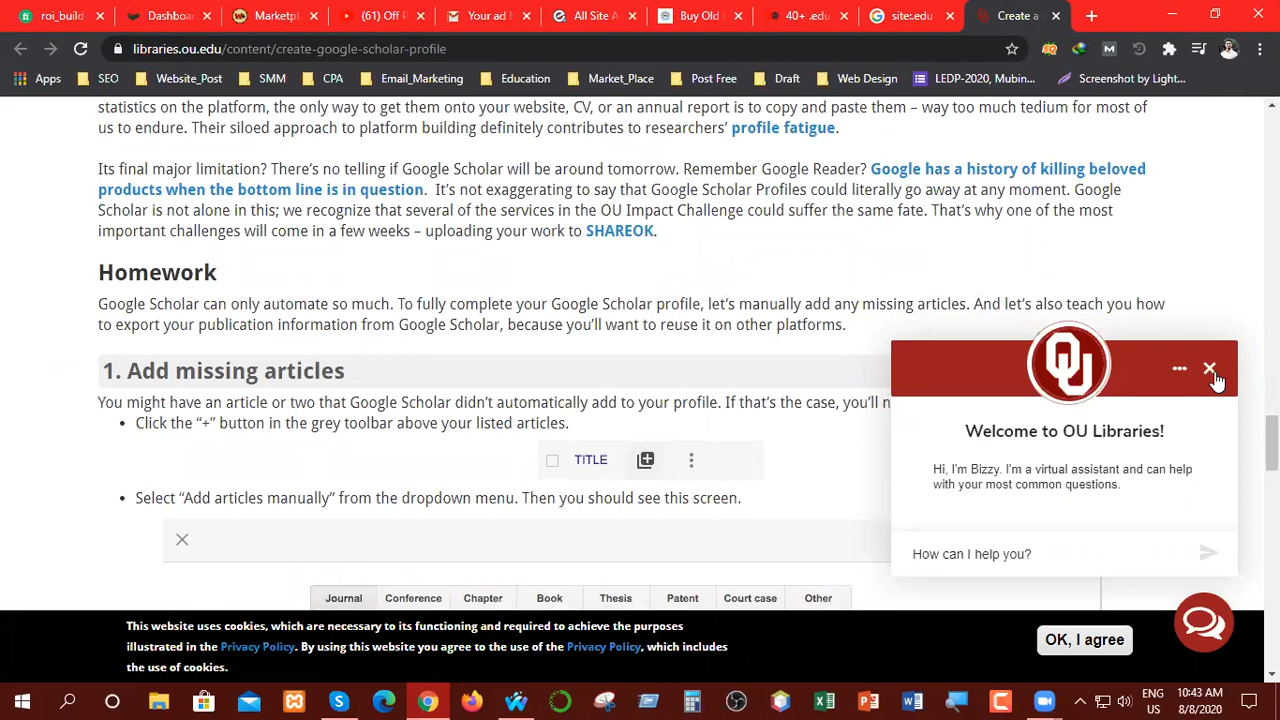 roi_build-
Dashboa
Marketpl
(61) Off P
Your ad h
All Site A
Buy Old G
40+ .edu
site:.edu
Create a
libraries.ou.edu/content/create-google-scholar-profile
Apps
SEO
Website_Post
SMM
CPA
Email_Marketing
Education
Market_Place
Post Free
Draft
Web Design
LEDP-2020, Mubin...
Screenshot by Light...
statistics on the platform, the only way to get them onto your website, CV, or an annual report is to copy and paste them – way too much tedium for most of
us to endure. Their siloed approach to platform building definitely contributes to researchers’ profile fatigue.
Its final major limitation? There’s no telling if Google Scholar will be around tomorrow. Remember Google Reader? Google has a history of killing beloved
products when the bottom line is in question. It’s not exaggerating to say that Google Scholar Profiles could literally go away at any moment. Google
Scholar is not alone in this; we recognize that several of the services in the OU Impact Challenge could suffer the same fate. That’s why one of the most
important challenges will come in a few weeks – uploading your work to SHAREOK.
Homework
Google Scholar can only automate so much. To fully complete your Google Scholar profile, let’s manually add any missing articles. And let’s also teach you how
to export your publication information from Google Scholar, because you’ll want to reuse it on other platforms.
1. Add missing articles
You might have an article or two that Google Scholar didn’t automatically add to your profile. If that’s the case, you’ll n
• Click the “+” button in the grey toolbar above your listed articles.
TITLE
• Select “Add articles manually” from the dropdown menu. Then you should see this screen.
Journal
Conference
Chapter
Book
Thesis
Patent
Court case
Other
OU
Welcome to OU Libraries!
Hi, I’m Bizzy. I’m a virtual assistant and can help
with your most common questions.
How can I help you?
This website uses cookies, which are necessary to its functioning and required to achieve the purposes
illustrated in the Privacy Policy. By using this website you agree to the use of the Privacy Policy, which includes
the use of cookies.
OK, I agree
ENG
US
10:43 AM
8/8/2020